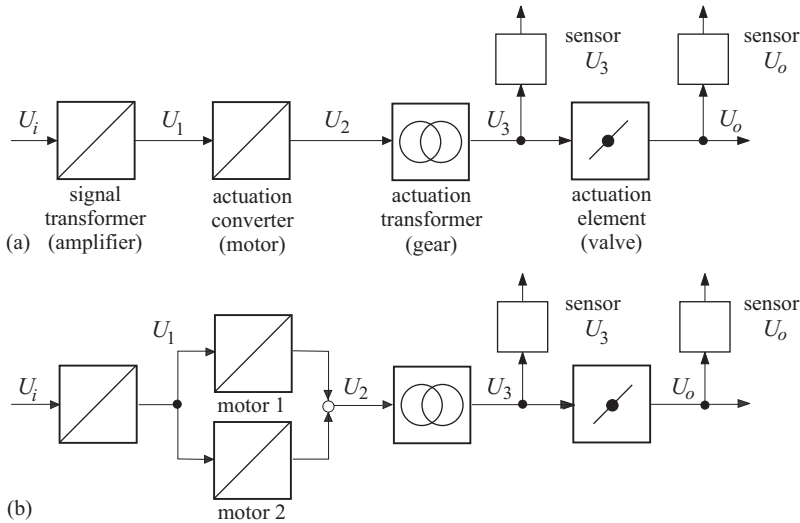 sensor
U3
sensor
Uo
Ui
U1
U2
U3
Uo
signal
transformer
(amplifier)
actuation
converter
(motor)
actuation
transformer
(gear)
actuation
element
(valve)
(a)
sensor
U3
sensor
Uo
Ui
U1
motor 1
motor 2
U2
U3
Uo
(b)